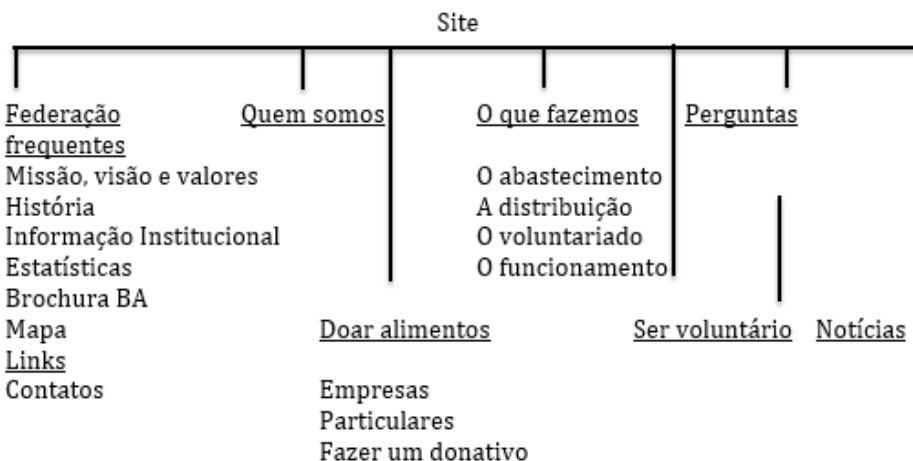 Site
Federação Quem somos O que fazemos Perguntas
frequentes
Missão, visão e valores O abastecimento
História A distribuição
Informação Institucional O voluntariado
Estatísticas O funcionamento
Brochura BA
Mapa Doar alimentos Ser voluntário Notícias
Links
Contatos Empresas
Particulares
Fazer um donativo